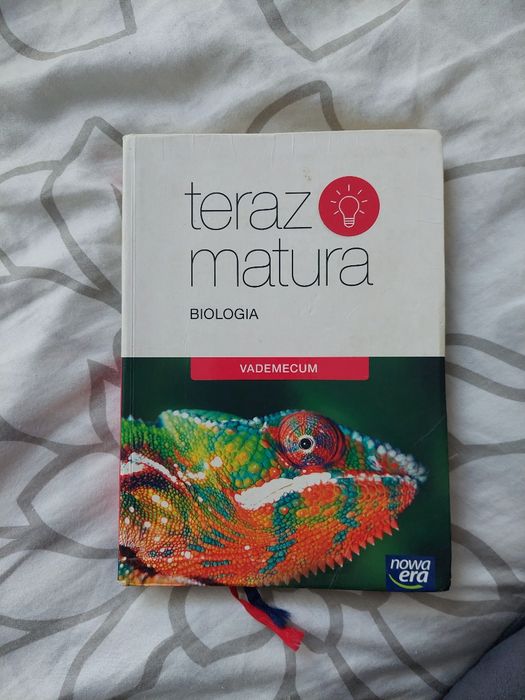 teraz
matura
BIOLOGIA
VADEMECUM
nowa
era